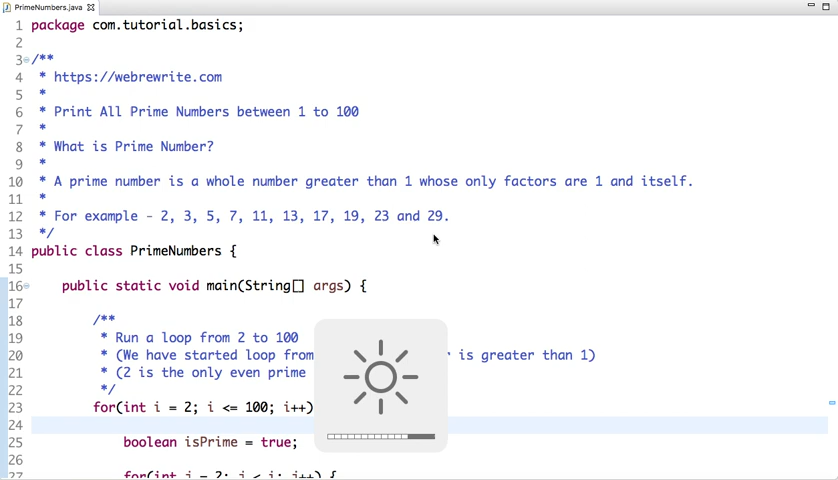 PrimeNumbers.java
1 package com.tutorial.basics;
2
3 /**
4 * https://webrewrite.com
5 *
6 * Print All Prime Numbers between 1 to 100
7 *
8 * What is Prime Number?
9 *
10 * A prime number is a whole number greater than 1 whose only factors are 1 and itself.
11 *
12 * For example - 2, 3, 5, 7, 11, 13, 17, 19, 23 and 29.
13 */
14 public class PrimeNumbers {
15
16 public static void main(String[] args) {
17
18 /**
19 * Run a loop from 2 to 100
20 * (We have started loop from is greater than 1)
21 * (2 is the only even prime
22 */
23 for(int i = 2; i <= 100; i++)
24
25 boolean isPrime = true;
26
27 for(int j = 2; j < i; j++) {